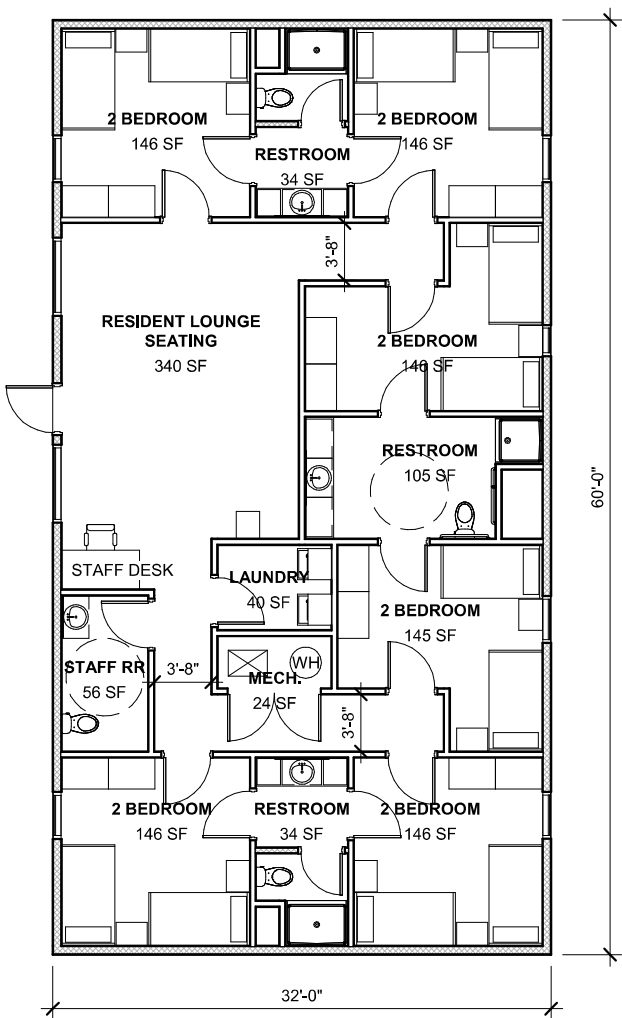 2 BEDROOM
146 SF
2 BEDROOM
146 SF
RESTROOM
34 SF
3'-8"
RESIDENT LOUNGE
SEATING
340 SF
2 BEDROOM
146 SF
RESTROOM
105 SF
60'-0"
STAFF DESK
LAUNDRY
40 SF
2 BEDROOM
145 SF
STAFF RR
56 SF
3'-8"
WH
MECH.
24 SF
3'-8"
2 BEDROOM
146 SF
RESTROOM
34 SF
2 BEDROOM
146 SF
32'-0"